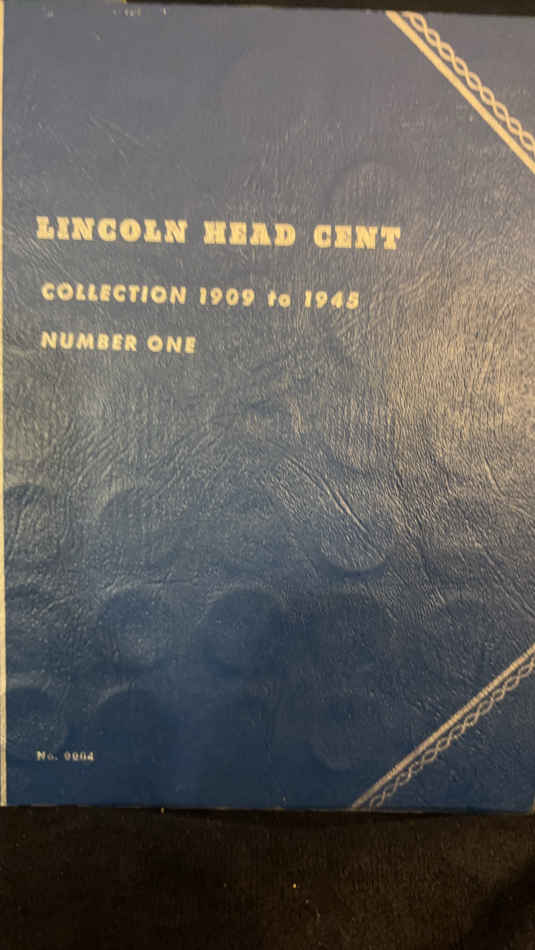 LINCOLN HEAD CENT
COLLECTION 1909 to 1945
NUMBER ONE
No. 9004